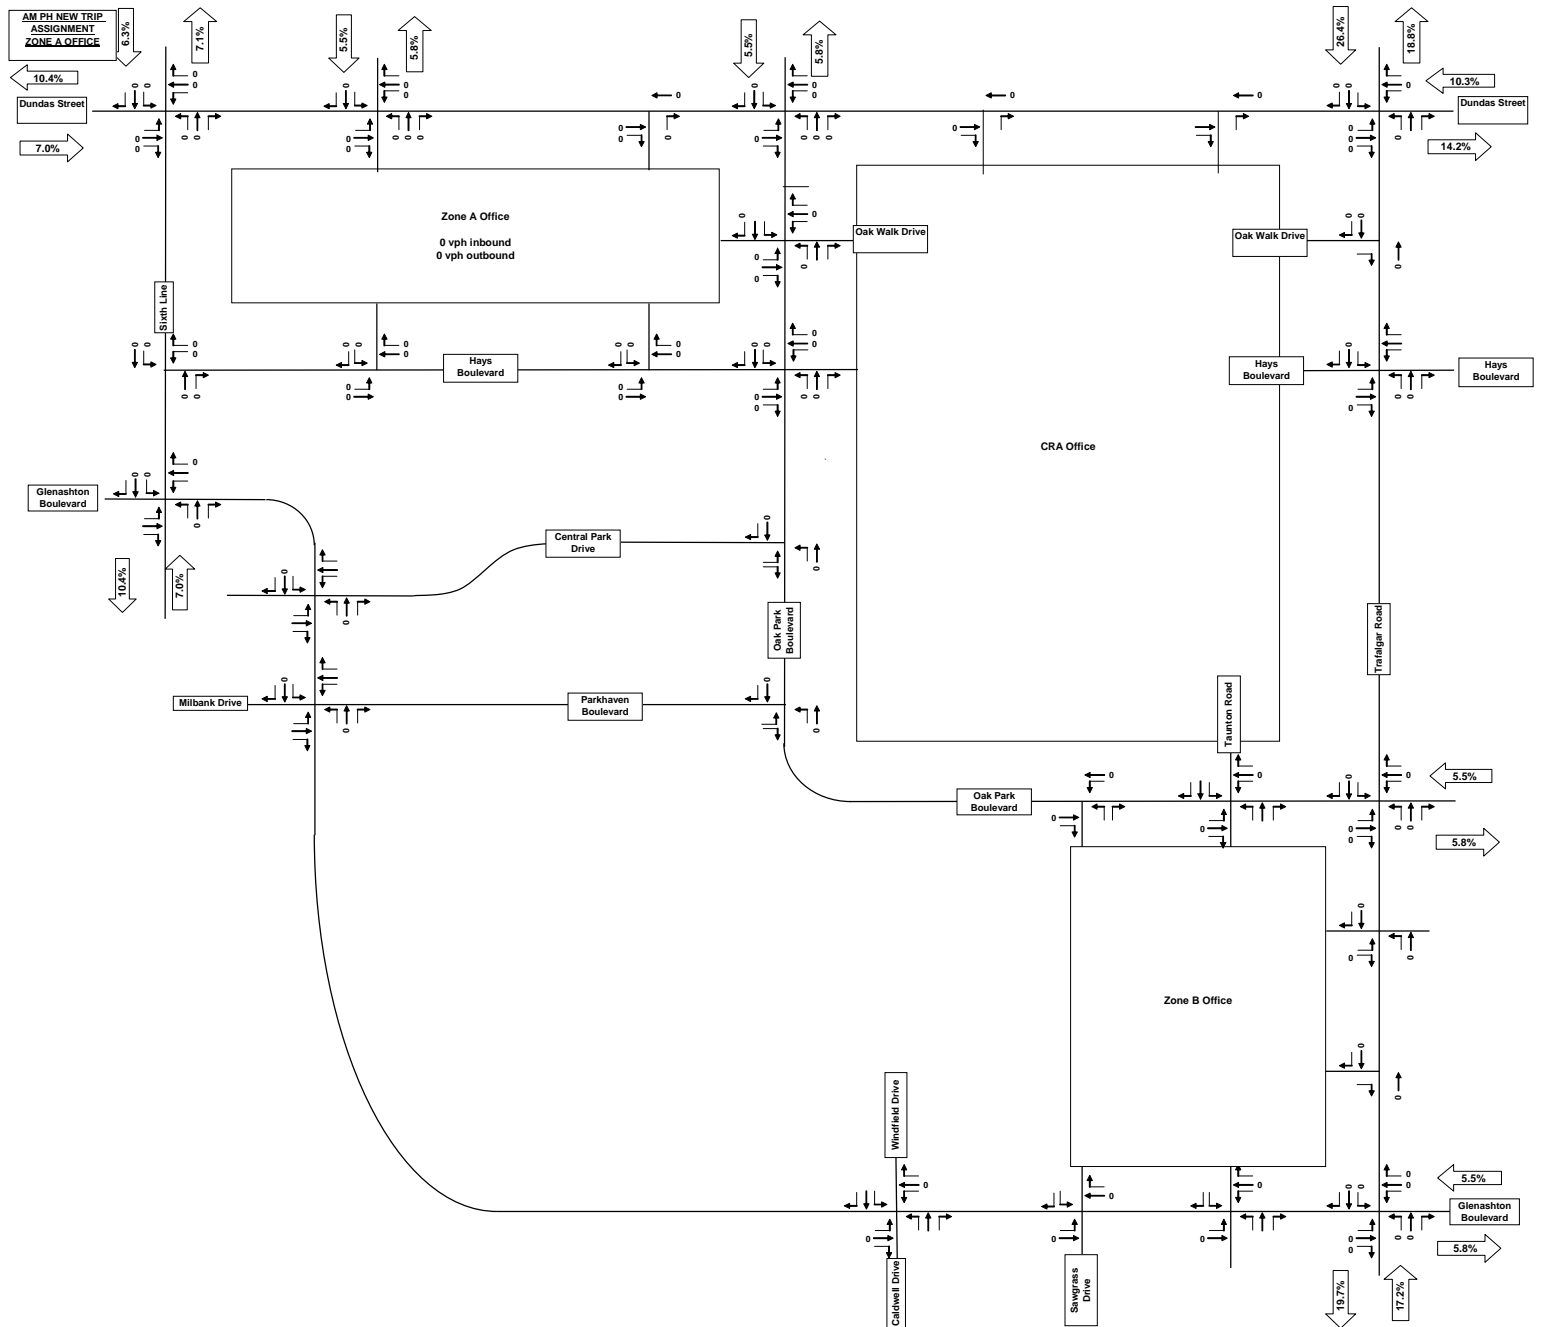 AM PH NEW TRIP
ASSIGNMENT
ZONE A OFFICE
6.3%
7.1%
5.5%
5.8%
5.5%
5.8%
26.4%
18.8%
10.4%
10.3%
Dundas Street
Dundas Street
7.0%
14.2%
Zone A Office
0 vph inbound
0 vph outbound
Oak Walk Drive
Oak Walk Drive
Sixth Line
Hays
Boulevard
Hays
Boulevard
Hays
Boulevard
CRA Office
Glenashton
Boulevard
Central Park
Drive
10.4%
7.0%
Oak Park
Boulevard
Trafalgar Road
Milbank Drive
Parkhaven
Boulevard
Taunton Road
5.5%
Oak Park
Boulevard
5.8%
Zone B Office
Windfield Drive
5.5%
Glenashton
Boulevard
5.8%
Caldwell Drive
Sawgrass
Drive
19.7%
17.2%